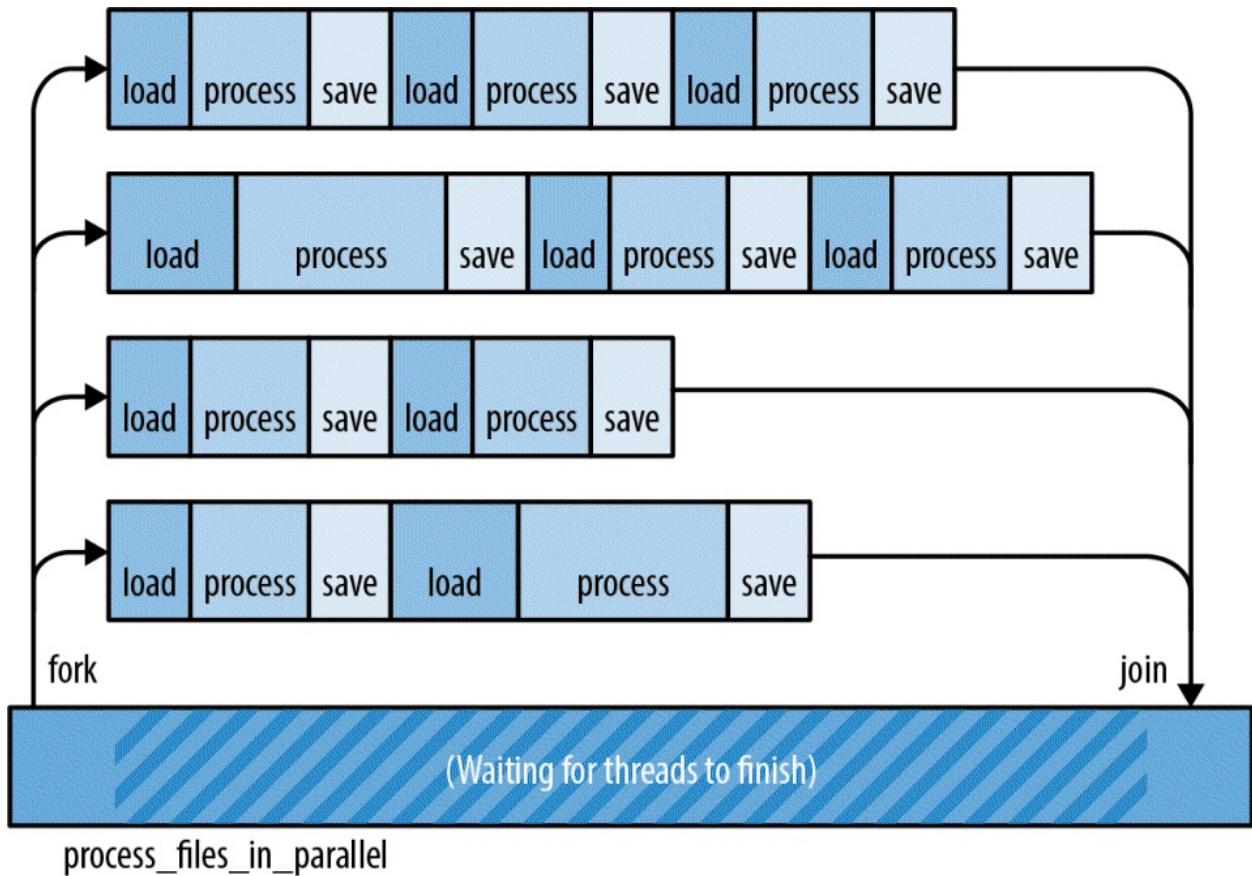 load process save load process save load process save
load process save load process save load process save
load process save load process save
load process save load process save
fork
join
(Waiting for threads to finish)
process_files_in_parallel